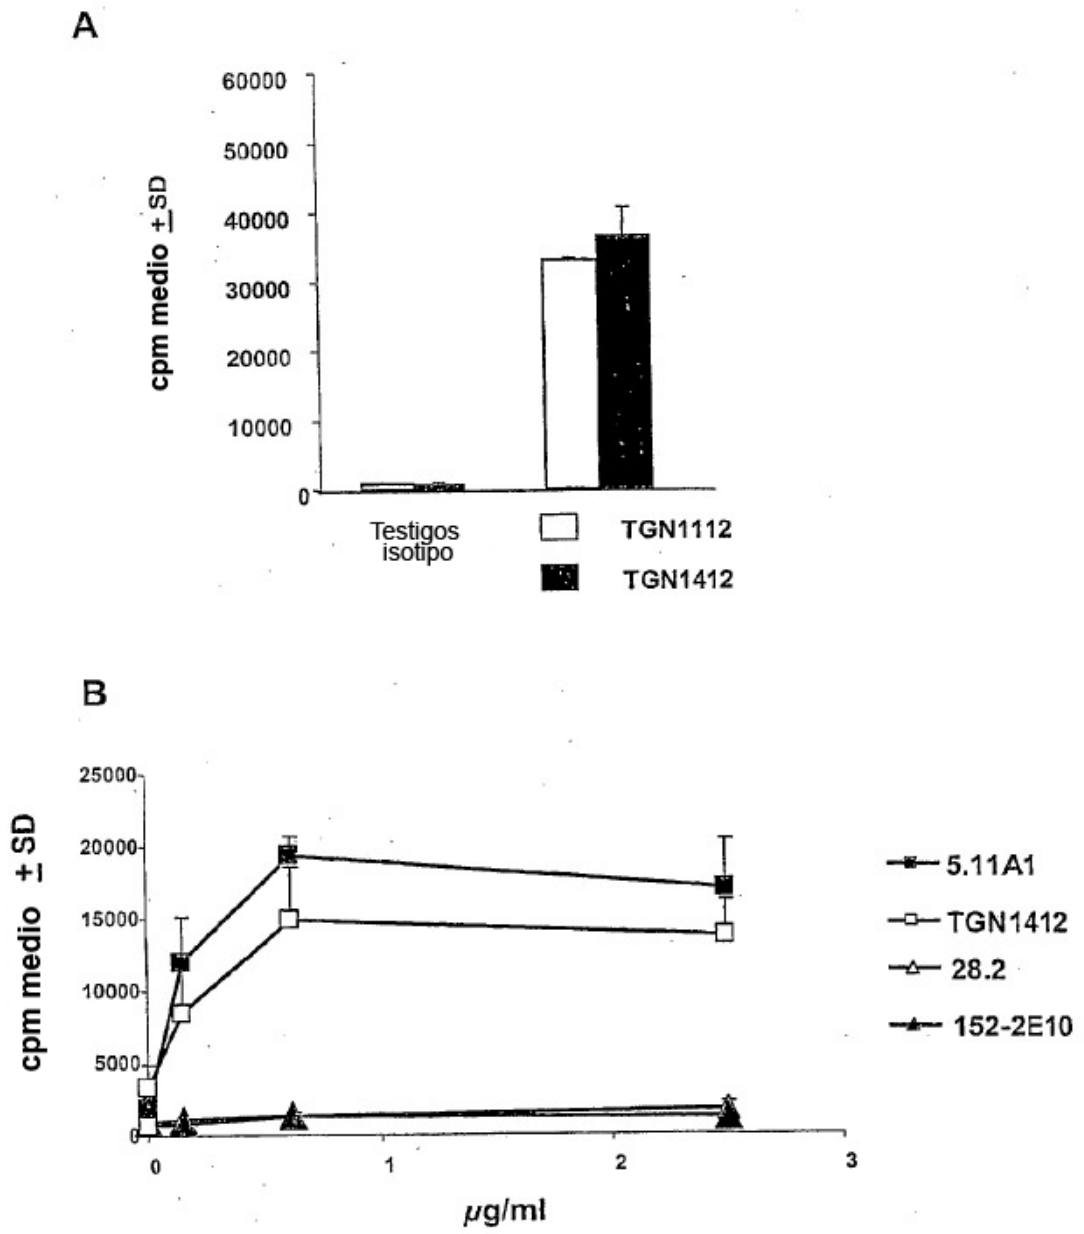 A
60000
50000
40000
30000
20000
10000
0
cpm medio ± SD
Testigos
isotipo
TGN1112
TGN1412
B
25000
20000
15000
10000
5000
0
cpm medio ± SD
0 1 2 3
µg/ml
5.11A1
TGN1412
28.2
152-2E10